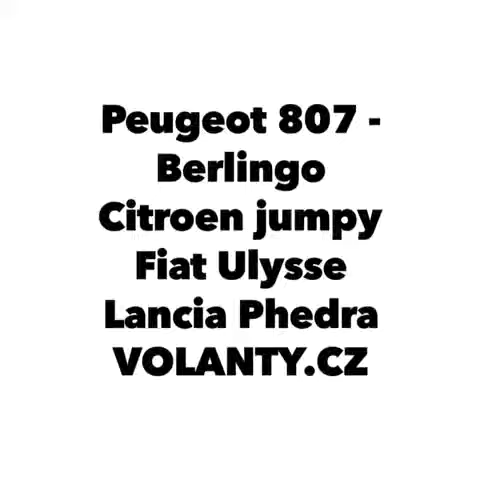 Peugeot 807 -
Berlingo
Citroen jumpy
Fiat Ulysse
Lancia Phedra
VOLANTY.CZ